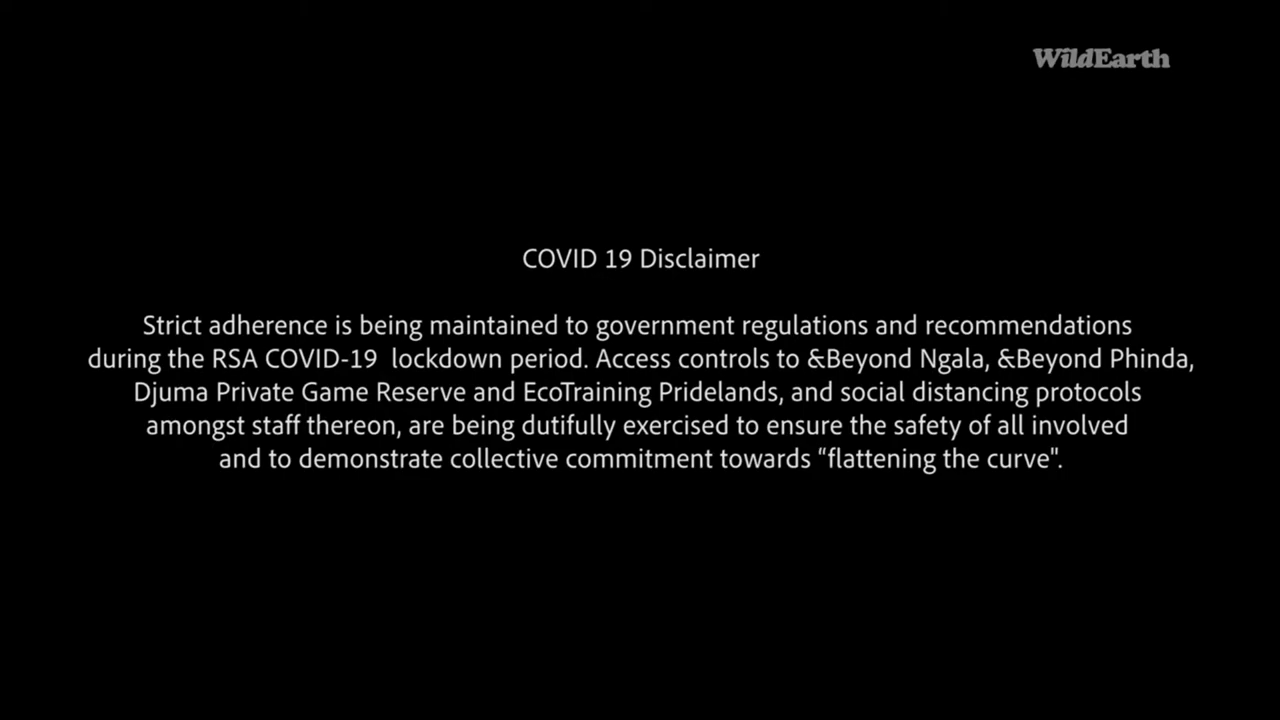 WildEarth
COVID 19 Disclaimer
Strict adherence is being maintained to government regulations and recommendations
during the RSA COVID-19  lockdown period. Access controls to &Beyond Ngala, &Beyond Phinda,
Djuma Private Game Reserve and EcoTraining Pridelands, and social distancing protocols
amongst staff thereon, are being dutifully exercised to ensure the safety of all involved
and to demonstrate collective commitment towards “flattening the curve".